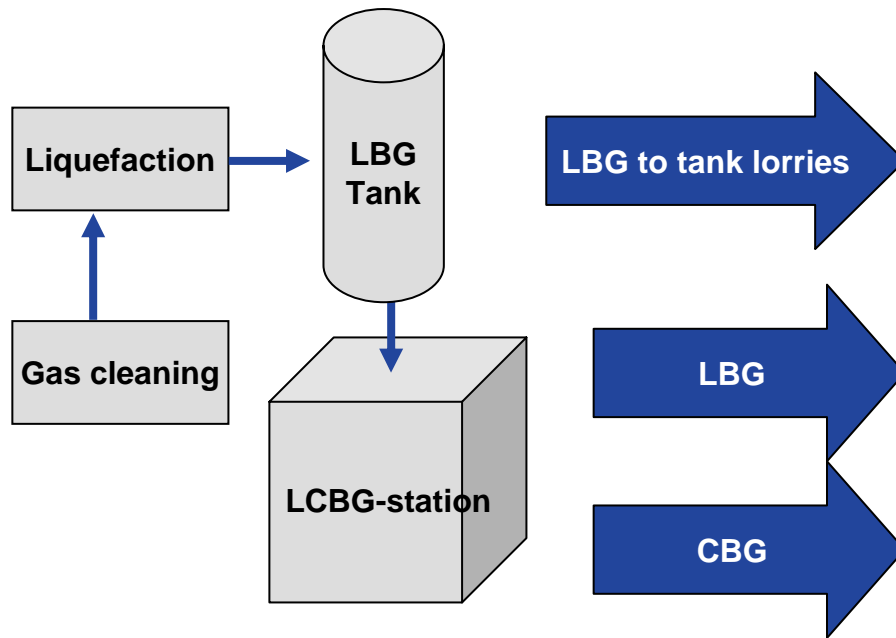 Liquefaction
LBG
Tank
LBG to tank lorries
Gas cleaning
LBG
LCBG-station
CBG